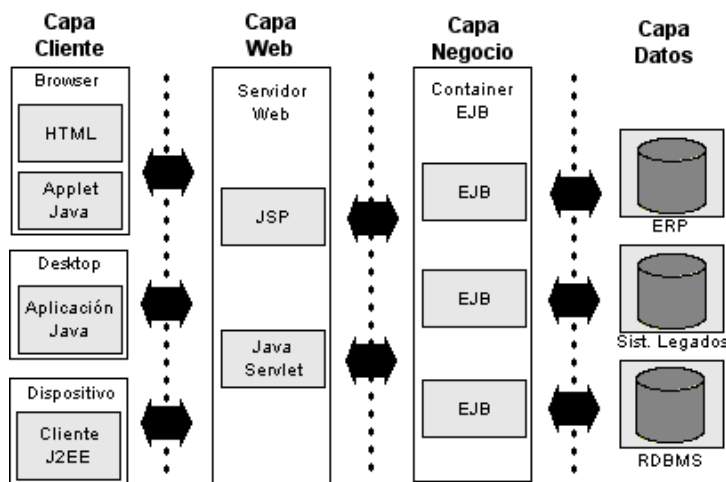 Capa
Cliente
Browser
HTML
Applet
Java
Desktop
Aplicación
Java
Dispositivo
Cliente
J2EE
Capa
Web
Servidor
Web
JSP
Java
Servlet
Capa
Negocio
Container
EJB
EJB
EJB
EJB
Capa
Datos
ERP
Sist. Legados
RDBMS